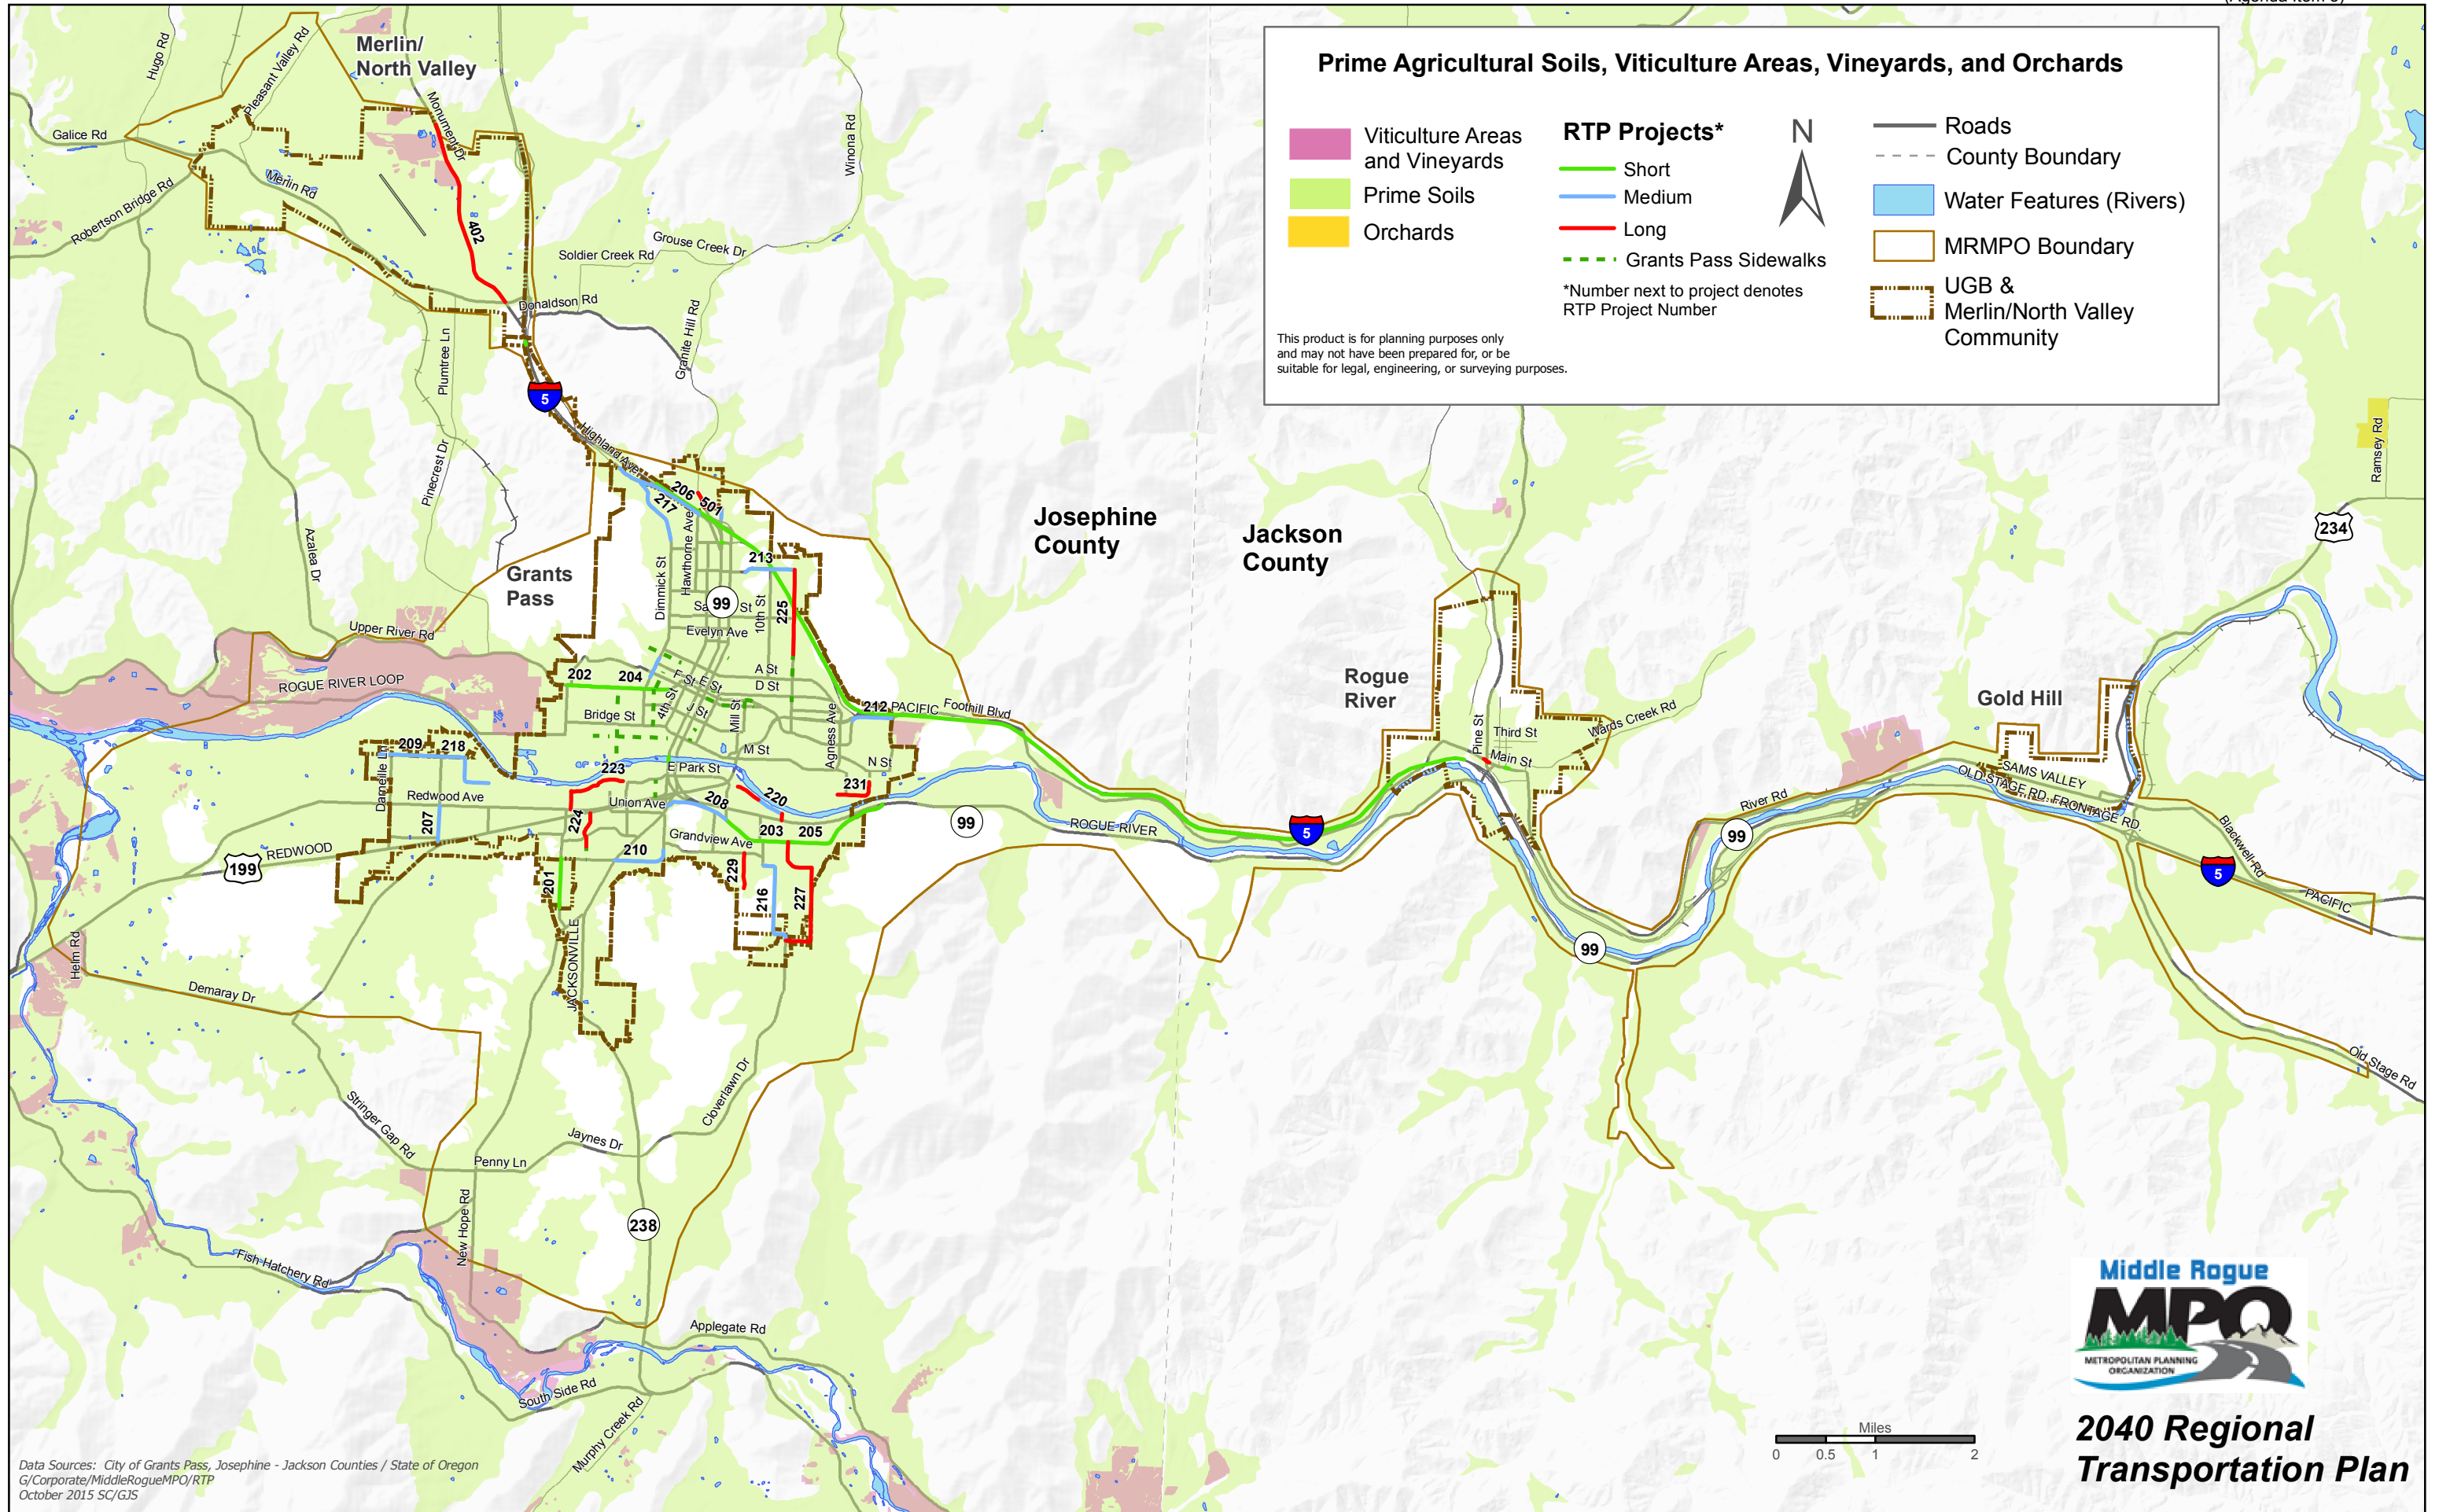 Prime Agricultural Soils, Viticulture Areas, Vineyards, and Orchards
Viticulture Areas
and Vineyards
Prime Soils
Orchards
RTP Projects*
Short
Medium
Long
Grants Pass Sidewalks
*Number next to project denotes
RTP Project Number
N
Roads
County Boundary
Water Features (Rivers)
MRMPO Boundary
UGB &
Merlin/North Valley
Community
This product is for planning purposes only
and may not have been prepared for, or be
suitable for legal, engineering, or surveying purposes.
Merlin/
North Valley
Hugo Rd
Pleasant Valley Rd
Monument Dr
Galice Rd
Merlin Rd
Robertson Bridge Rd
402
Winona Rd
Grouse Creek Dr
Soldier Creek Rd
Donaldson Rd
Granite Hill Rd
Plumtree Ln
5
Highland Ave
Pinecrest Dr
Azalea Dr
206
501
217
213
Josephine
County
Jackson
County
Grants
Pass
Dimmick St
Hawthorne Ave
99
St
10th St
225
Evelyn Ave
Upper River Rd
ROGUE RIVER LOOP
202
204
A St
D St
F St
E St
4th St
J St
Mill St
Bridge St
Agness Ave
212
PACIFIC
Foothill Blvd
M St
N St
E Park St
209
218
Darneille Ln
Redwood Ave
207
223
Union Ave
208
220
231
224
203
205
Grandview Ave
210
229
216
227
201
199
REDWOOD
JACKSONVILLE
Helm Rd
Demaray Dr
99
ROGUE RIVER
5
Rogue
River
Pine St
Third St
Main St
Wards Creek Rd
99
River Rd
99
Gold Hill
SAMS VALLEY
OLD STAGE RD. FRONTAGE RD.
Blackwell Rd
5
PACIFIC
Old Stage Rd
234
Ramsey Rd
Stringer Gap Rd
Jaynes Dr
Penny Ln
Cloverlawn Dr
New Hope Rd
238
Fish Hatchery Rd
Applegate Rd
South Side Rd
Murphy Creek Rd
Miles
0 0.5 1 2
Middle Rogue
MPO
METROPOLITAN PLANNING
ORGANIZATION
2040 Regional
Transportation Plan
Data Sources: City of Grants Pass, Josephine - Jackson Counties / State of Oregon
G/Corporate/MiddleRogueMPO/RTP
October 2015 SC/GJS